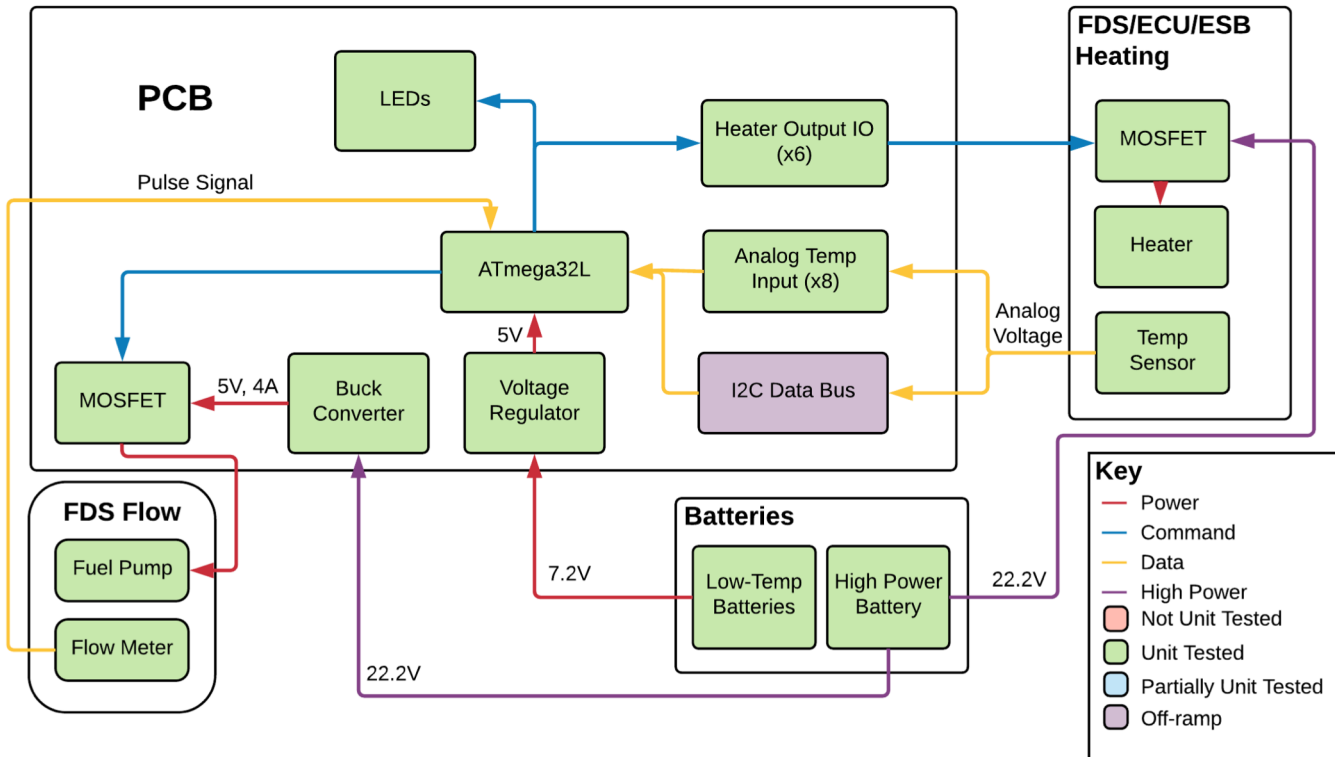 PCB
LEDs
Heater Output IO
(x6)
Pulse Signal
ATmega32L
Analog Temp
Input (x8)
5V
MOSFET
5V, 4A
Buck
Converter
Voltage
Regulator
I2C Data Bus
FDS/ECU/ESB
Heating
MOSFET
Heater
Analog
Voltage
Temp
Sensor
FDS Flow
Fuel Pump
Flow Meter
22.2V
7.2V
Batteries
Low-Temp
Batteries
High Power
Battery
22.2V
Key
Power
Command
Data
High Power
Not Unit Tested
Unit Tested
Partially Unit Tested
Off-ramp